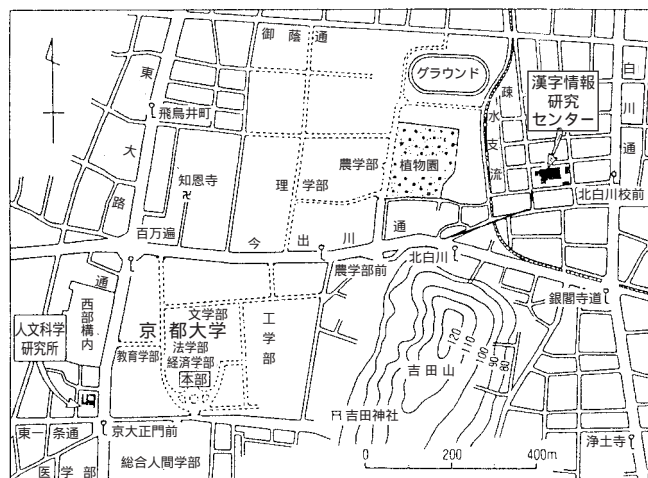 御蔭通
グラウンド
白川通
漢字情報
研究
センター
疎水支流
東大路通
飛鳥井町
知恩寺
理学部
農学部
植物園
北白川校前
百万遍
今出川通
農学部前
北白川
銀閣寺道
西部構内
人文科学
研究所
京都大学
文学部
法学部
経済学部
教育学部
本部
工学部
120
110
100
90
80
吉田山
吉田神社
東一条通
京大正門前
浄土寺
医学部
総合人間学部
0 200 400m